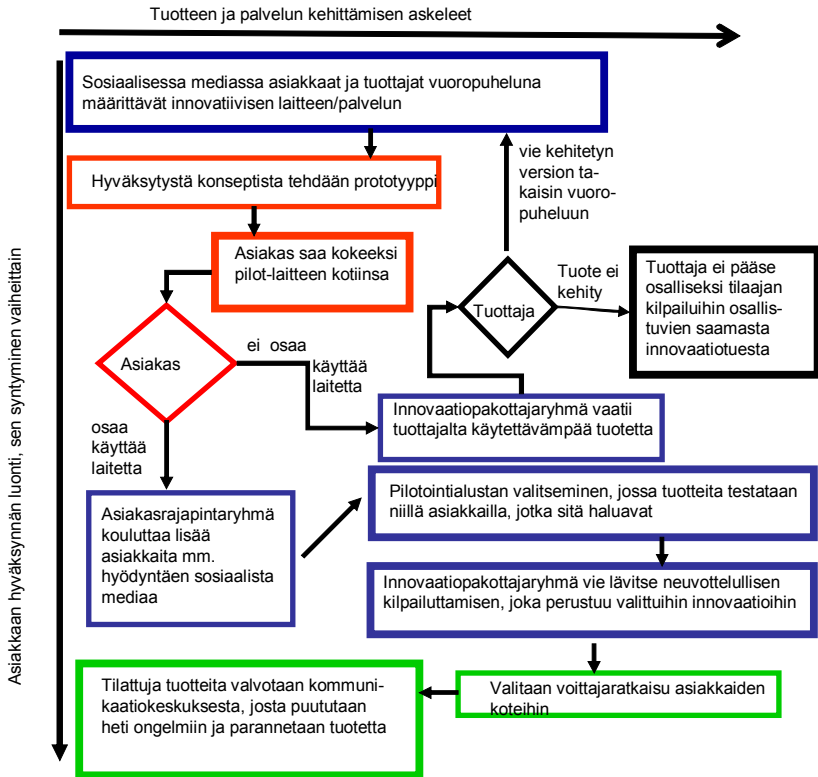 Tuotteen ja palvelun kehittämisen askeleet
Asiakkaan hyväksynnän luonti, sen syntyminen vaiheittain
Sosiaalisessa mediassa asiakkaat ja tuottajat vuoropuheluna
määrittävät innovatiivisen laitteen/palvelun
Hyväksytystä konseptista tehdään prototyyppi
vie kehitetyn
version ta-
kaisin vuoro-
puheluun
Asiakas saa kokeeksi
pilot-laitteen kotiinsa
Tuottaja
Tuote ei
kehity
Tuottaja ei pääse
osalliseksi tilaajan
kilpailuihin osallis-
tuvien saamasta
innovaatiotuesta
Asiakas
ei osaa
käyttää
laitetta
Innovaatiopakottajaryhmä vaatii
tuottajalta käytettävämpää tuotetta
osaa
käyttää
laitetta
Asiakasrajapintaryhmä
kouluttaa lisää
asiakkaita mm.
hyödyntäen sosiaalista
mediaa
Pilotointialustan valitseminen, jossa tuotteita testataan
niillä asiakkailla, jotka sitä haluavat
Innovaatiopakottajaryhmä vie lävitse neuvottelullisen
kilpailuttamisen, joka perustuu valittuihin innovaatioihin
Valitaan voittajaratkaisu asiakkaiden
koteihin
Tilattuja tuotteita valvotaan kommuni-
kaatiokeskuksesta, josta puututaan
heti ongelmiin ja parannetaan tuotetta